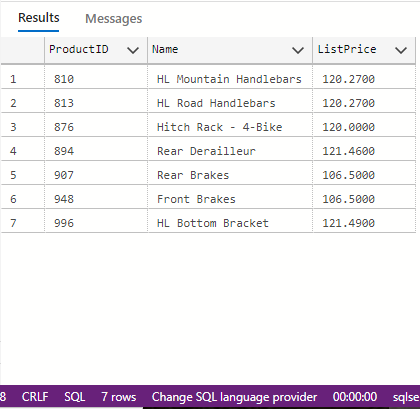 Results Messages
ProductID Name ListPrice
1 810 HL Mountain Handlebars 120.2700
2 813 HL Road Handlebars 120.2700
3 876 Hitch Rack - 4-Bike 120.0000
4 894 Rear Derailleur 121.4600
5 907 Rear Brakes 106.5000
6 948 Front Brakes 106.5000
7 996 HL Bottom Bracket 121.4900
8 CRLF SQL 7 rows Change SQL language provider 00:00:00 sqlse